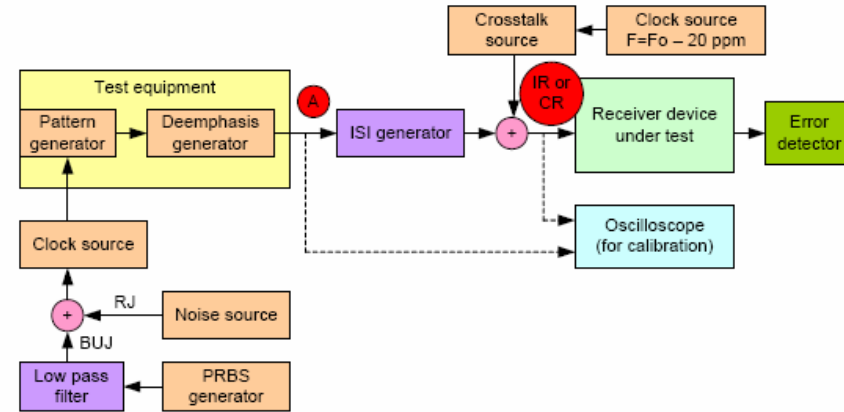 Crosstalk
source
Clock source
F=Fo – 20 ppm
Test equipment
A
IR or
CR
Pattern
generator
Deemphasis
generator
ISI generator
+
Receiver device
under test
Error
detector
Clock source
Oscilloscope
(for calibration)
+
RJ
Noise source
BUJ
Low pass
filter
PRBS
generator